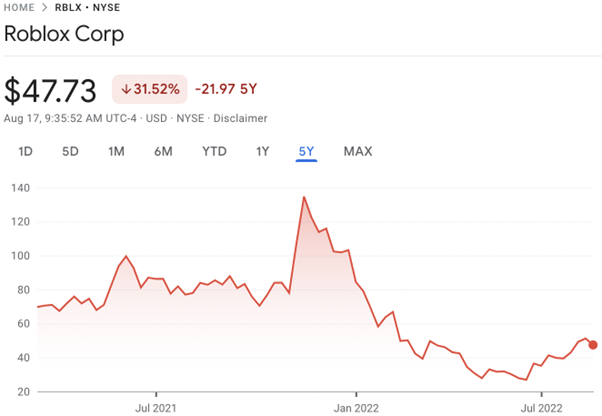 HOME > RBLX • NYSE
Roblox Corp
$47.73 ↓31.52% -21.97 5Y
Aug 17, 9:35:52 AM UTC-4 · USD · NYSE · Disclaimer
1D 5D 1M 6M YTD 1Y 5Y MAX
140
120
100
80
60
40
20
Jul 2021 Jan 2022 Jul 2022